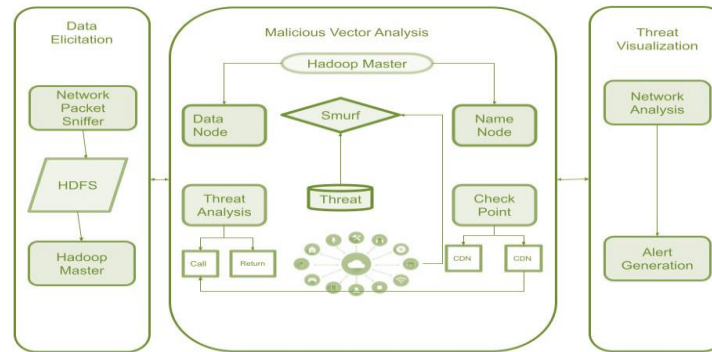 Data
Elicitation
Network
Packet
Sniffer
HDFS
Hadoop
Master
Malicious Vector Analysis
Hadoop Master
Data
Node
Smurf
Name
Node
Threat
Analysis
Threat
Check
Point
Call
Return
CDN
CDN
Threat
Visualization
Network
Analysis
Alert
Generation